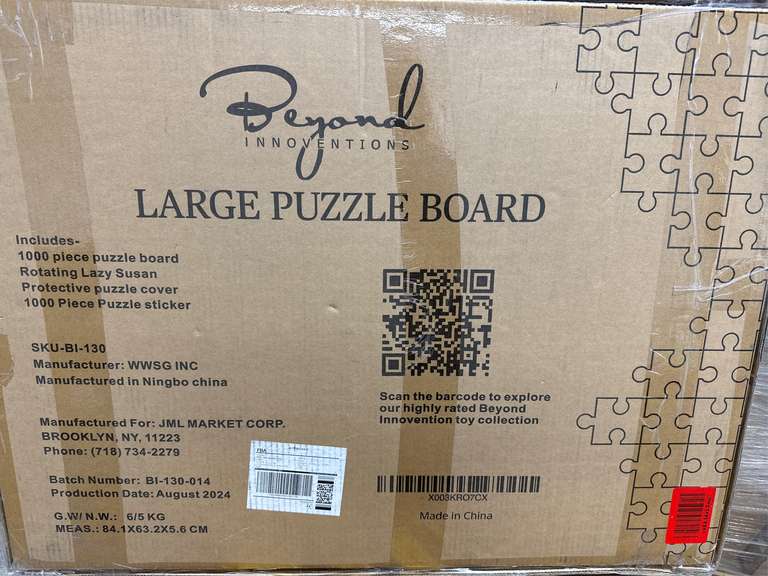 Beyond
INNOVENTIONS
LARGE PUZZLE BOARD
Includes-
1000 piece puzzle board
Rotating Lazy Susan
Protective puzzle cover
1000 Piece Puzzle sticker
SKU-BI-130
Manufacturer: WWSG INC
Manufactured in Ningbo china
Scan the barcode to explore
our highly rated Beyond
Innovention toy collection
Manufactured For: JML MARKET CORP.
BROOKLYN, NY, 11223
Phone: (718) 734-2279
Batch Number: BI-130-014
Production Date: August 2024
G.W/ N.W.: 6/5 KG
MEAS.: 84.1X63.2X5.6 CM
X003KRO7CX
Made in China